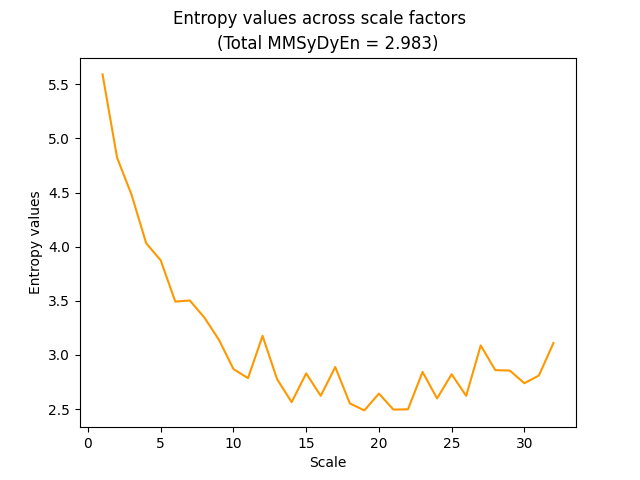 Entropy values across scale factors
(Total MMSyDyEn = 2.983)
5.5
5.0
4.5
4.0
3.5
3.0
2.5
Entropy values
0 5 10 15 20 25 30
Scale